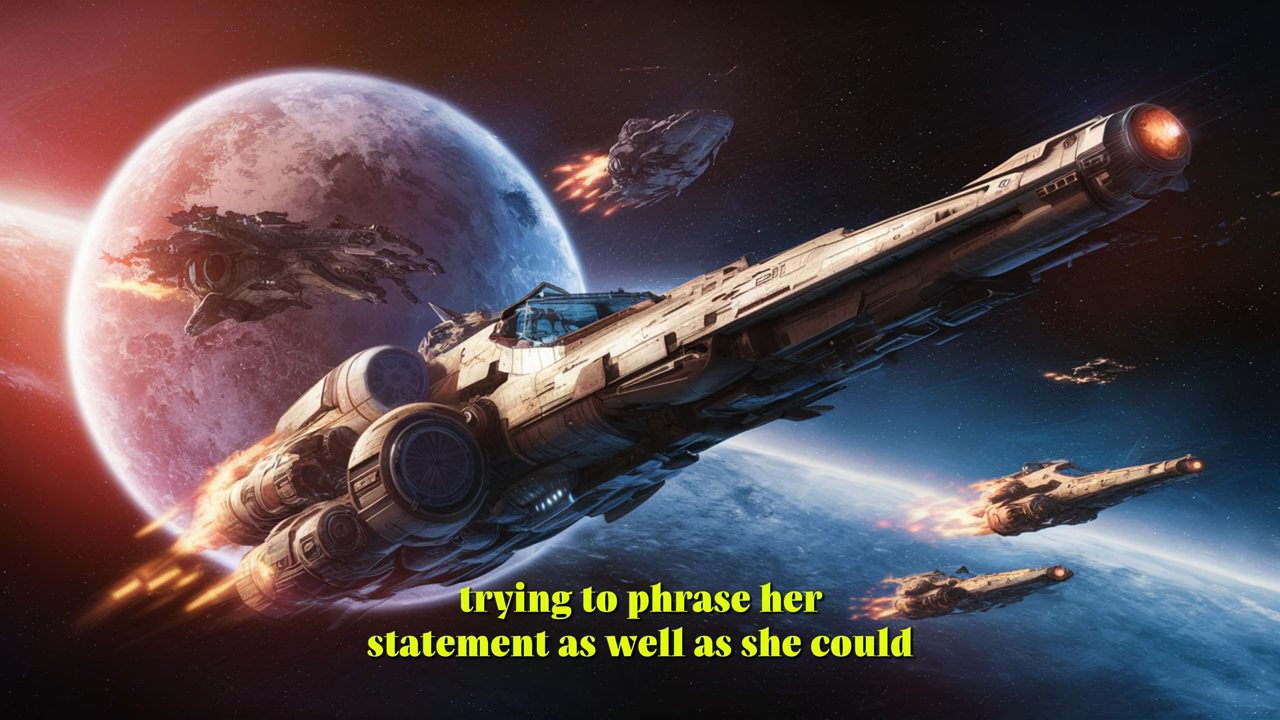 trying to phrase her
statement as well as she could